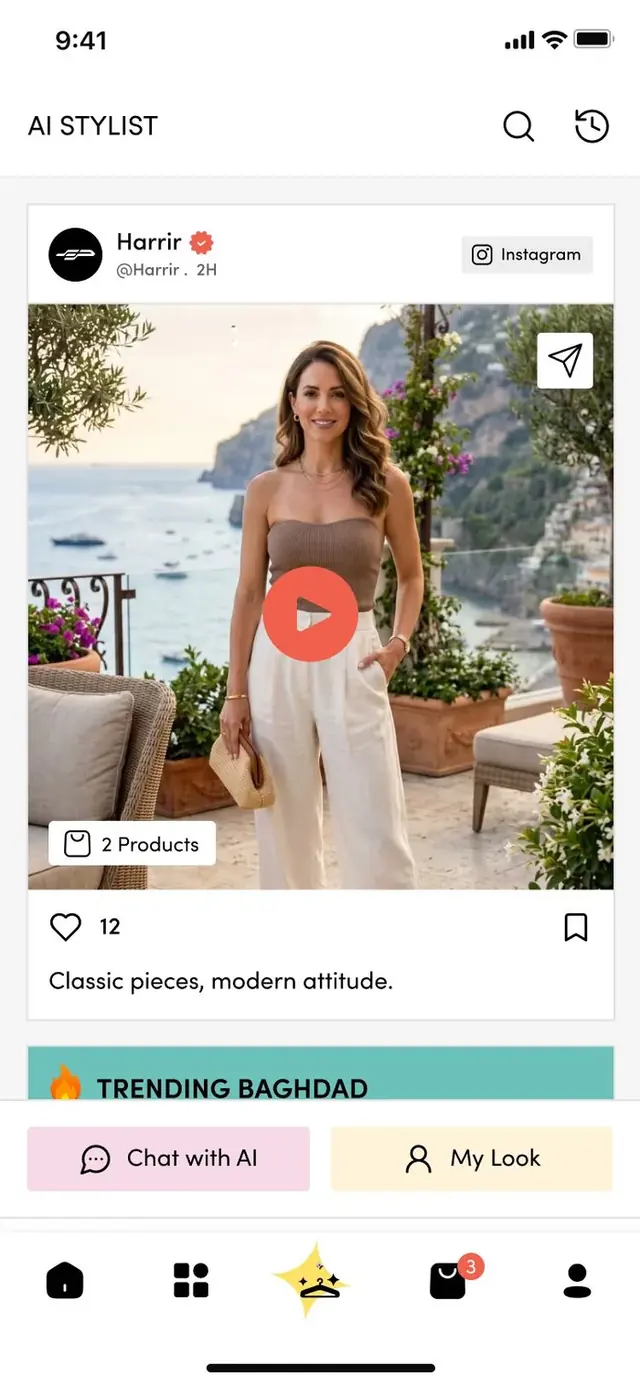 9:41
AI STYLIST
Harrir
@Harrir . 2H
Instagram
2 Products
12
Classic pieces, modern attitude.
TRENDING BAGHDAD
Chat with AI
My Look
3